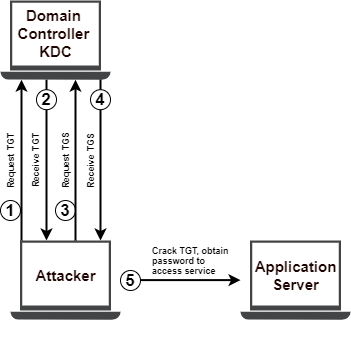 Domain
Controller
KDC
1
Request TGT
2
Receive TGT
3
Request TGS
4
Receive TGS
Attacker
5
Crack TGT, obtain
password to
access service
Application
Server